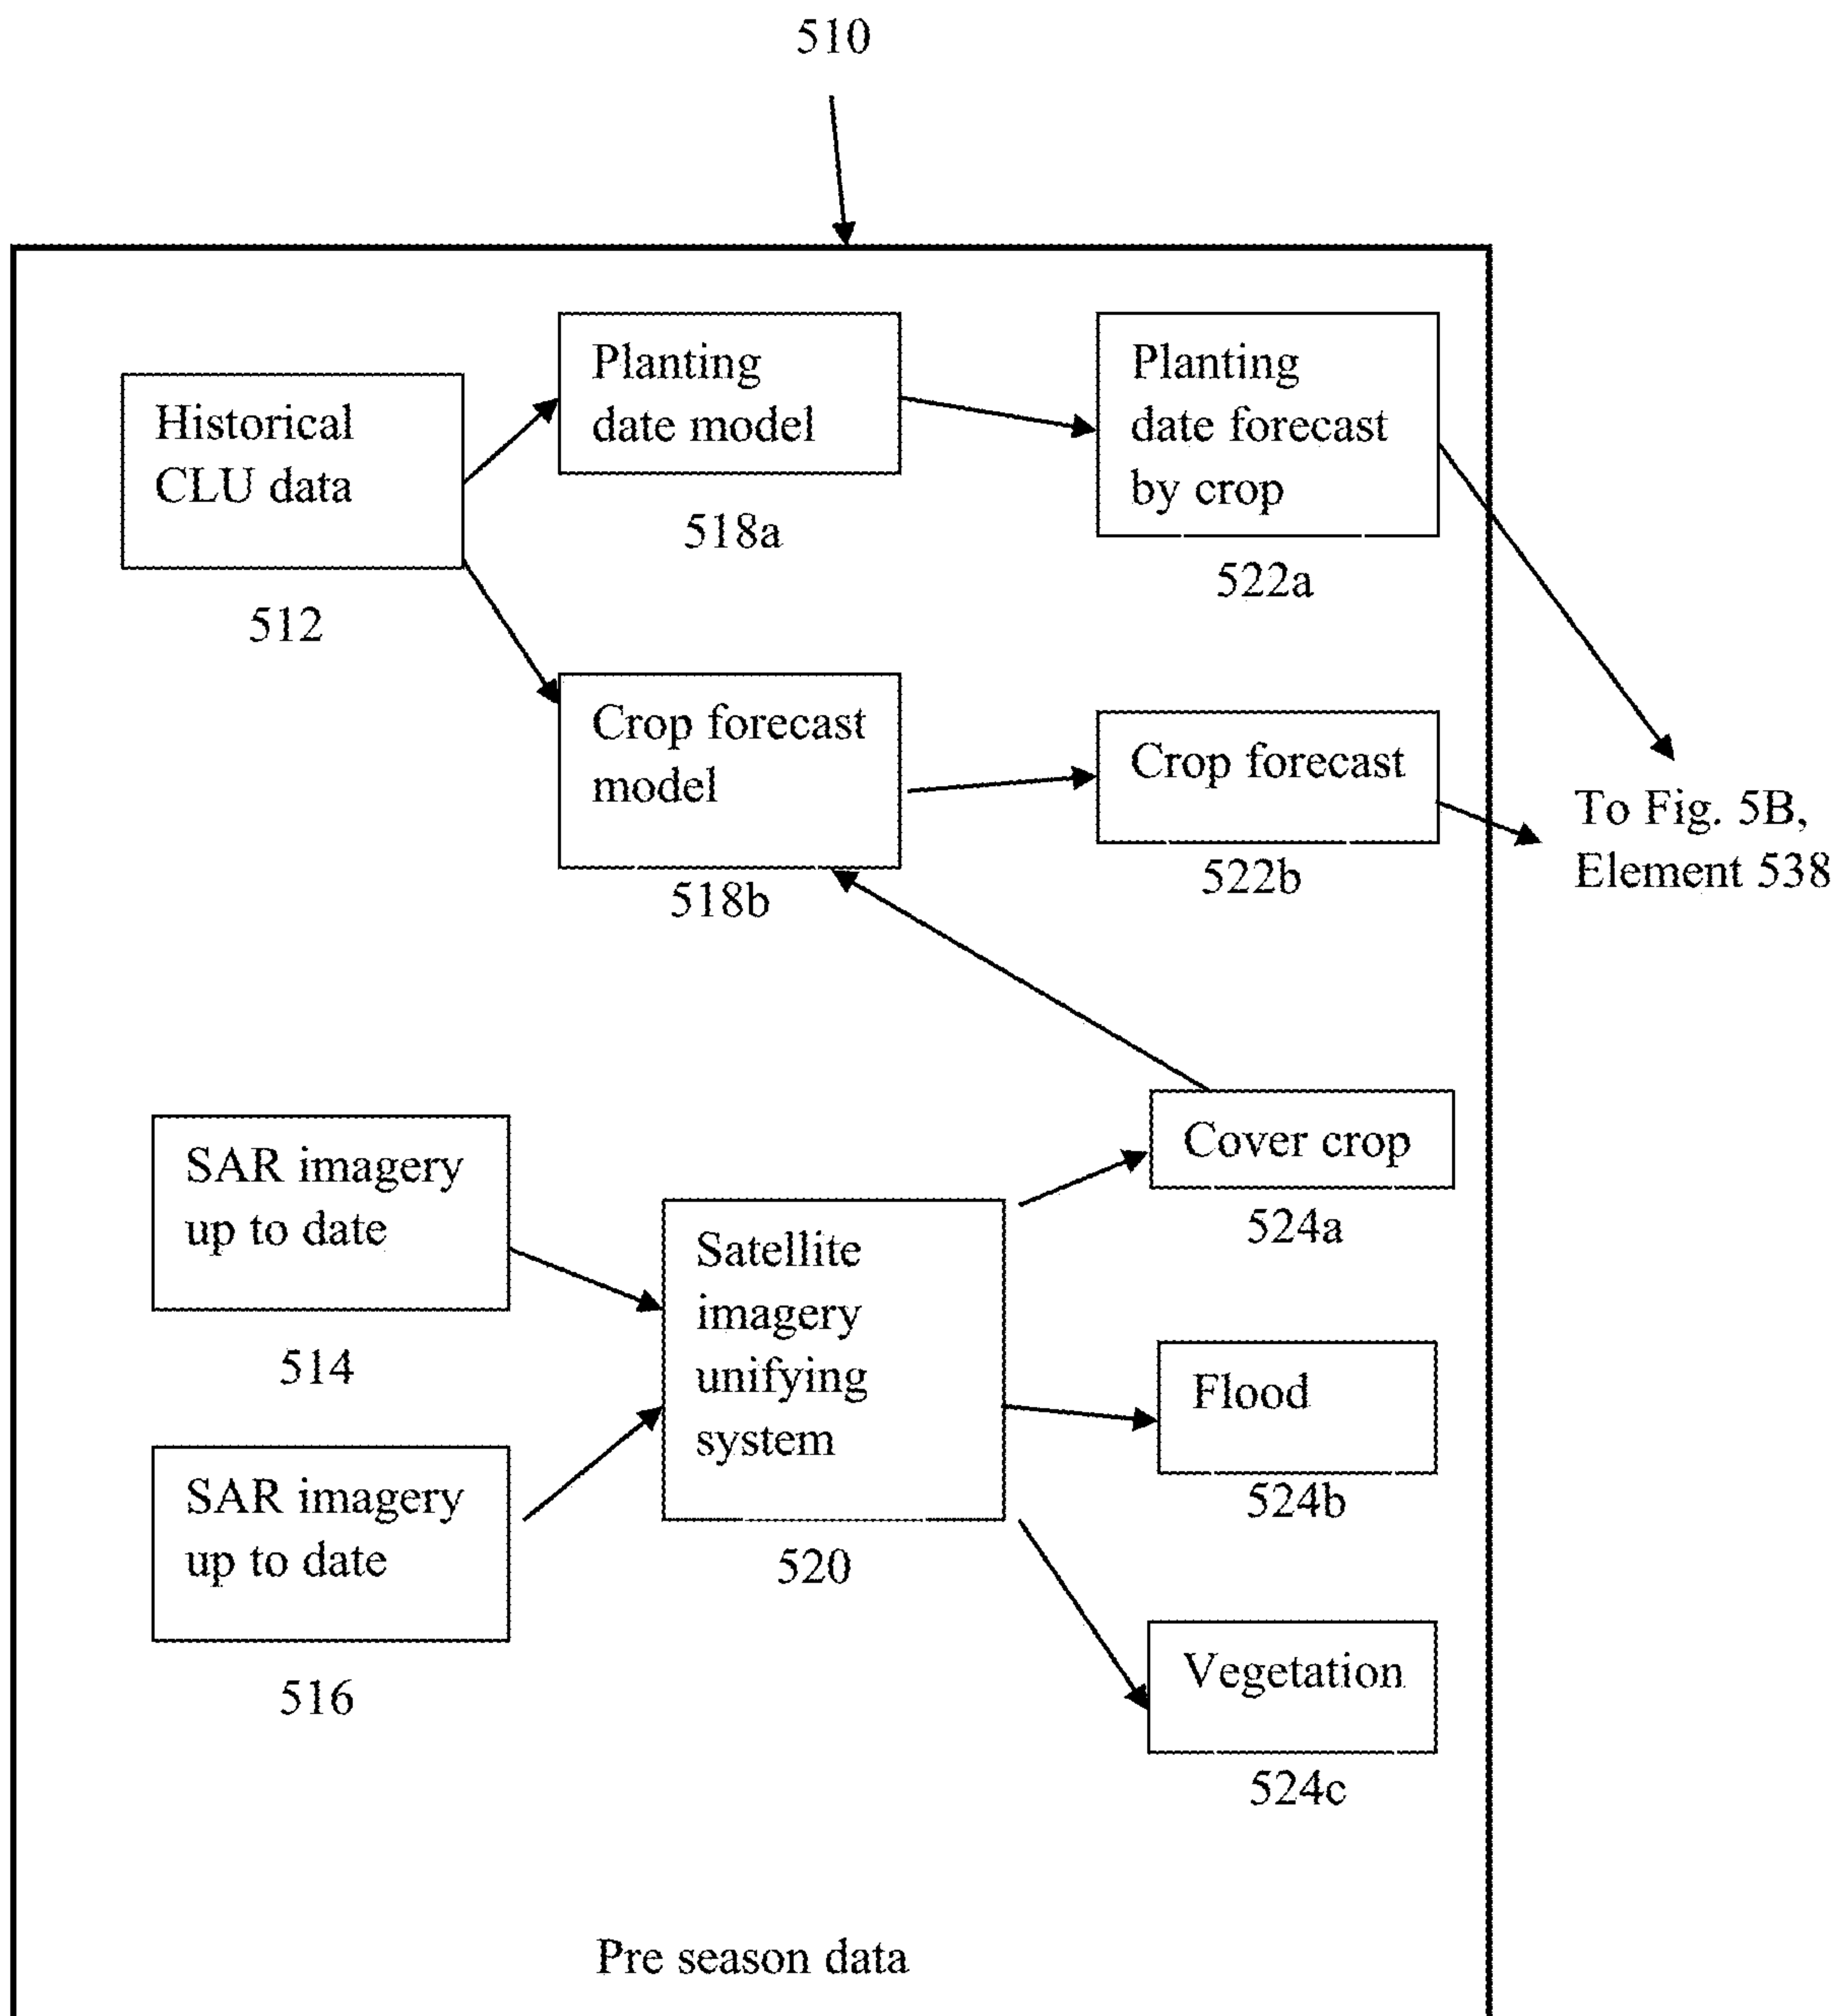 510
Historical
CLU data
512
Planting
date model
518a
Planting
date forecast
by crop
522a
Crop forecast
model
518b
Crop forecast
522b
To Fig. 5B,
Element 538
SAR imagery
up to date
514
SAR imagery
up to date
516
Satellite
imagery
unifying
system
520
Cover crop
524a
Flood
524b
Vegetation
524c
Pre season data